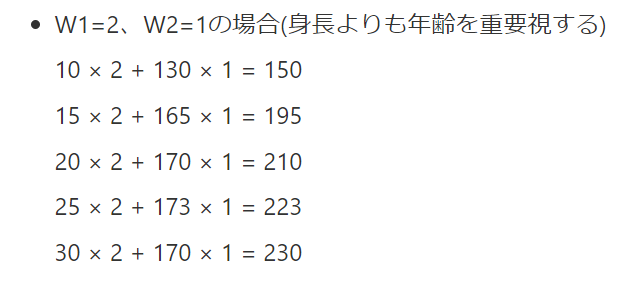 • W1=2、W2=1の場合(身長よりも年齢を重要視する)
10 × 2 + 130 × 1 = 150
15 × 2 + 165 × 1 = 195
20 × 2 + 170 × 1 = 210
25 × 2 + 173 × 1 = 223
30 × 2 + 170 × 1 = 230